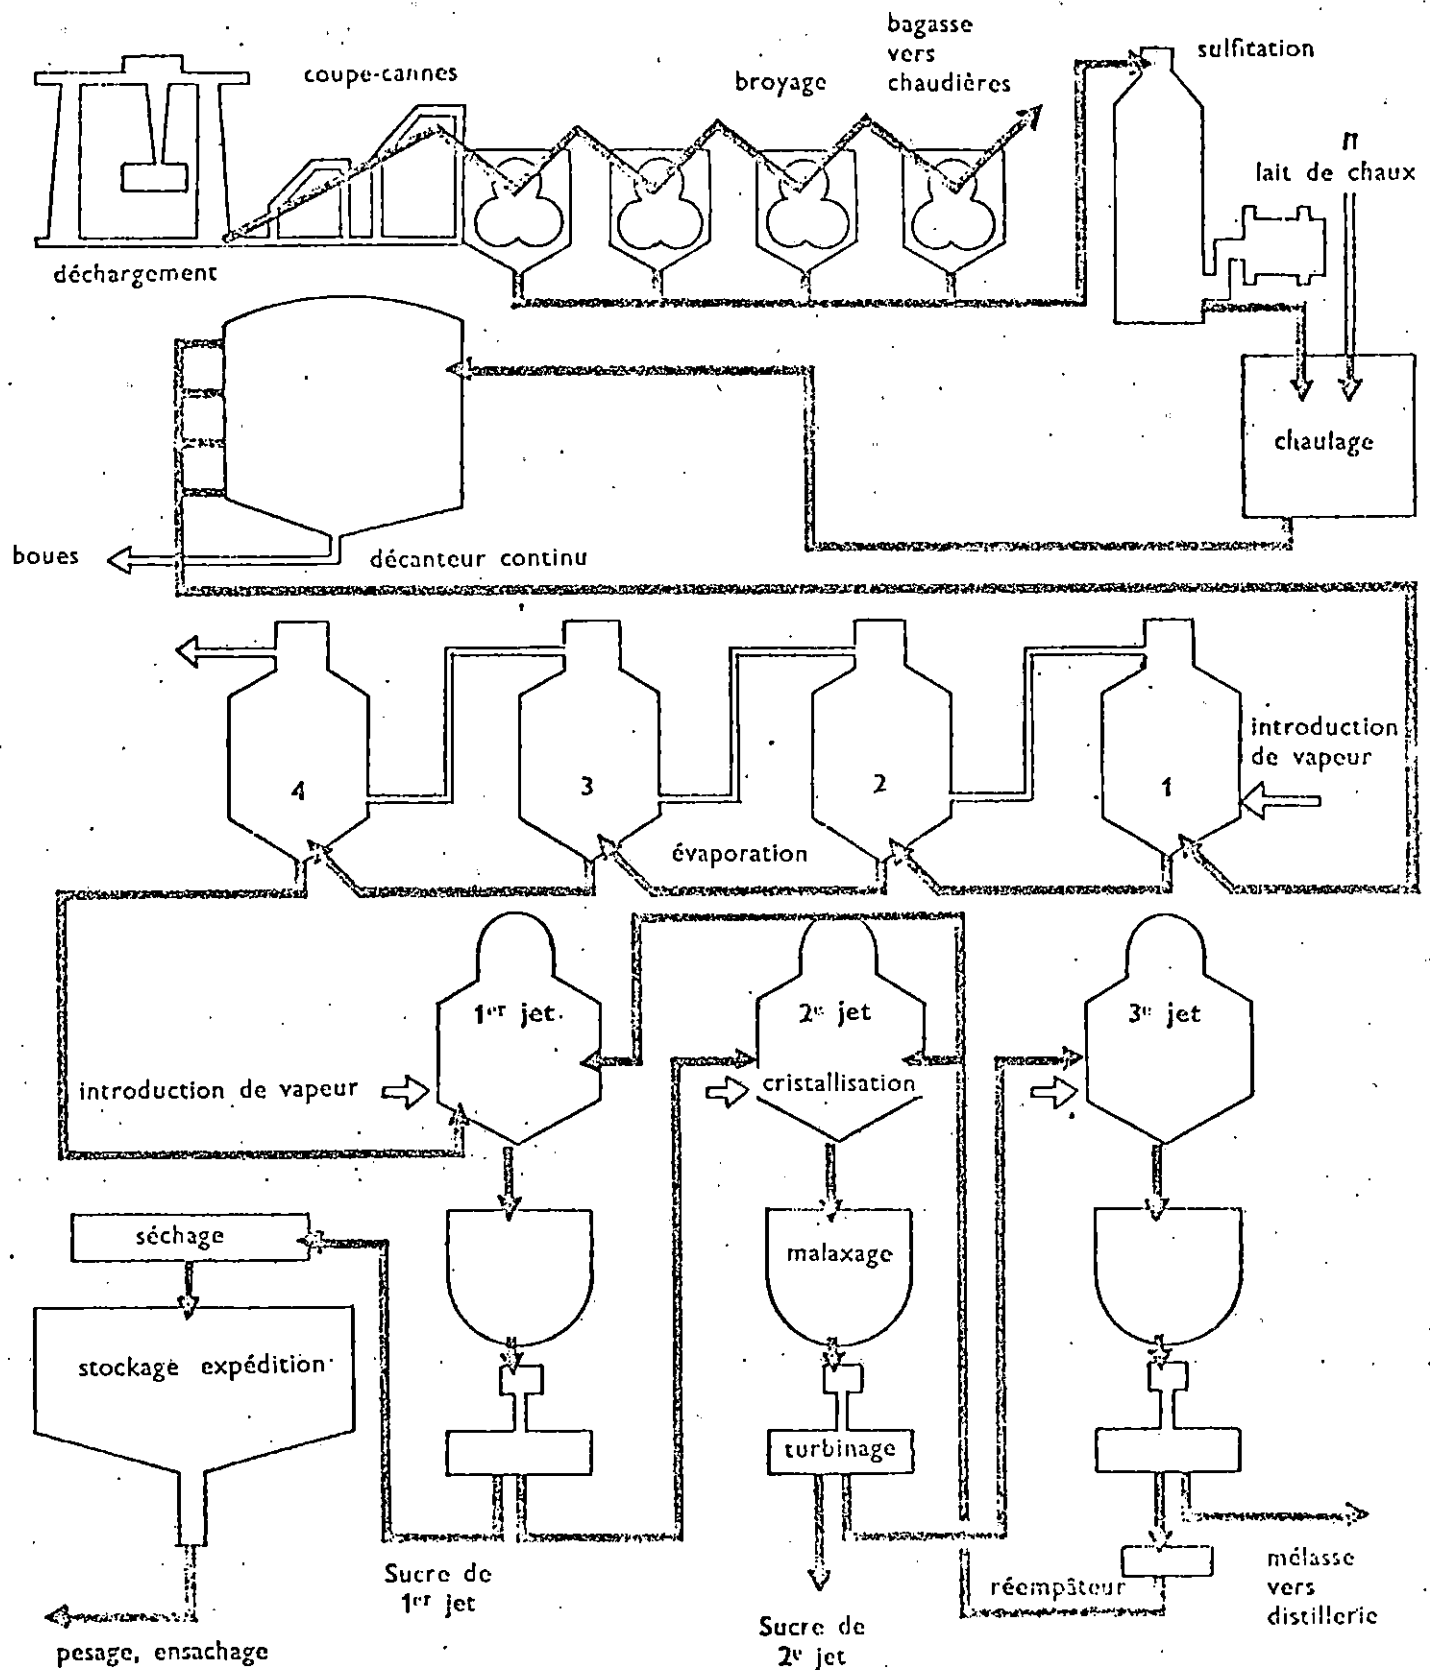 coupe-cannes
broyage
bagasse
vers
chaudières
sulfitation
lait de chaux
déchargement
chaulage
boues
décanteur continu
introduction
de vapeur
4
3
2
1
évaporation
1er jet.
2e jet
3e jet
introduction de vapeur
cristallisation
séchage
malaxage
stockage expédition
turbinage
Sucre de
1er jet
réempâteur
mélasse
vers
distillerie
Sucre de
2e jet
pesage, ensachage